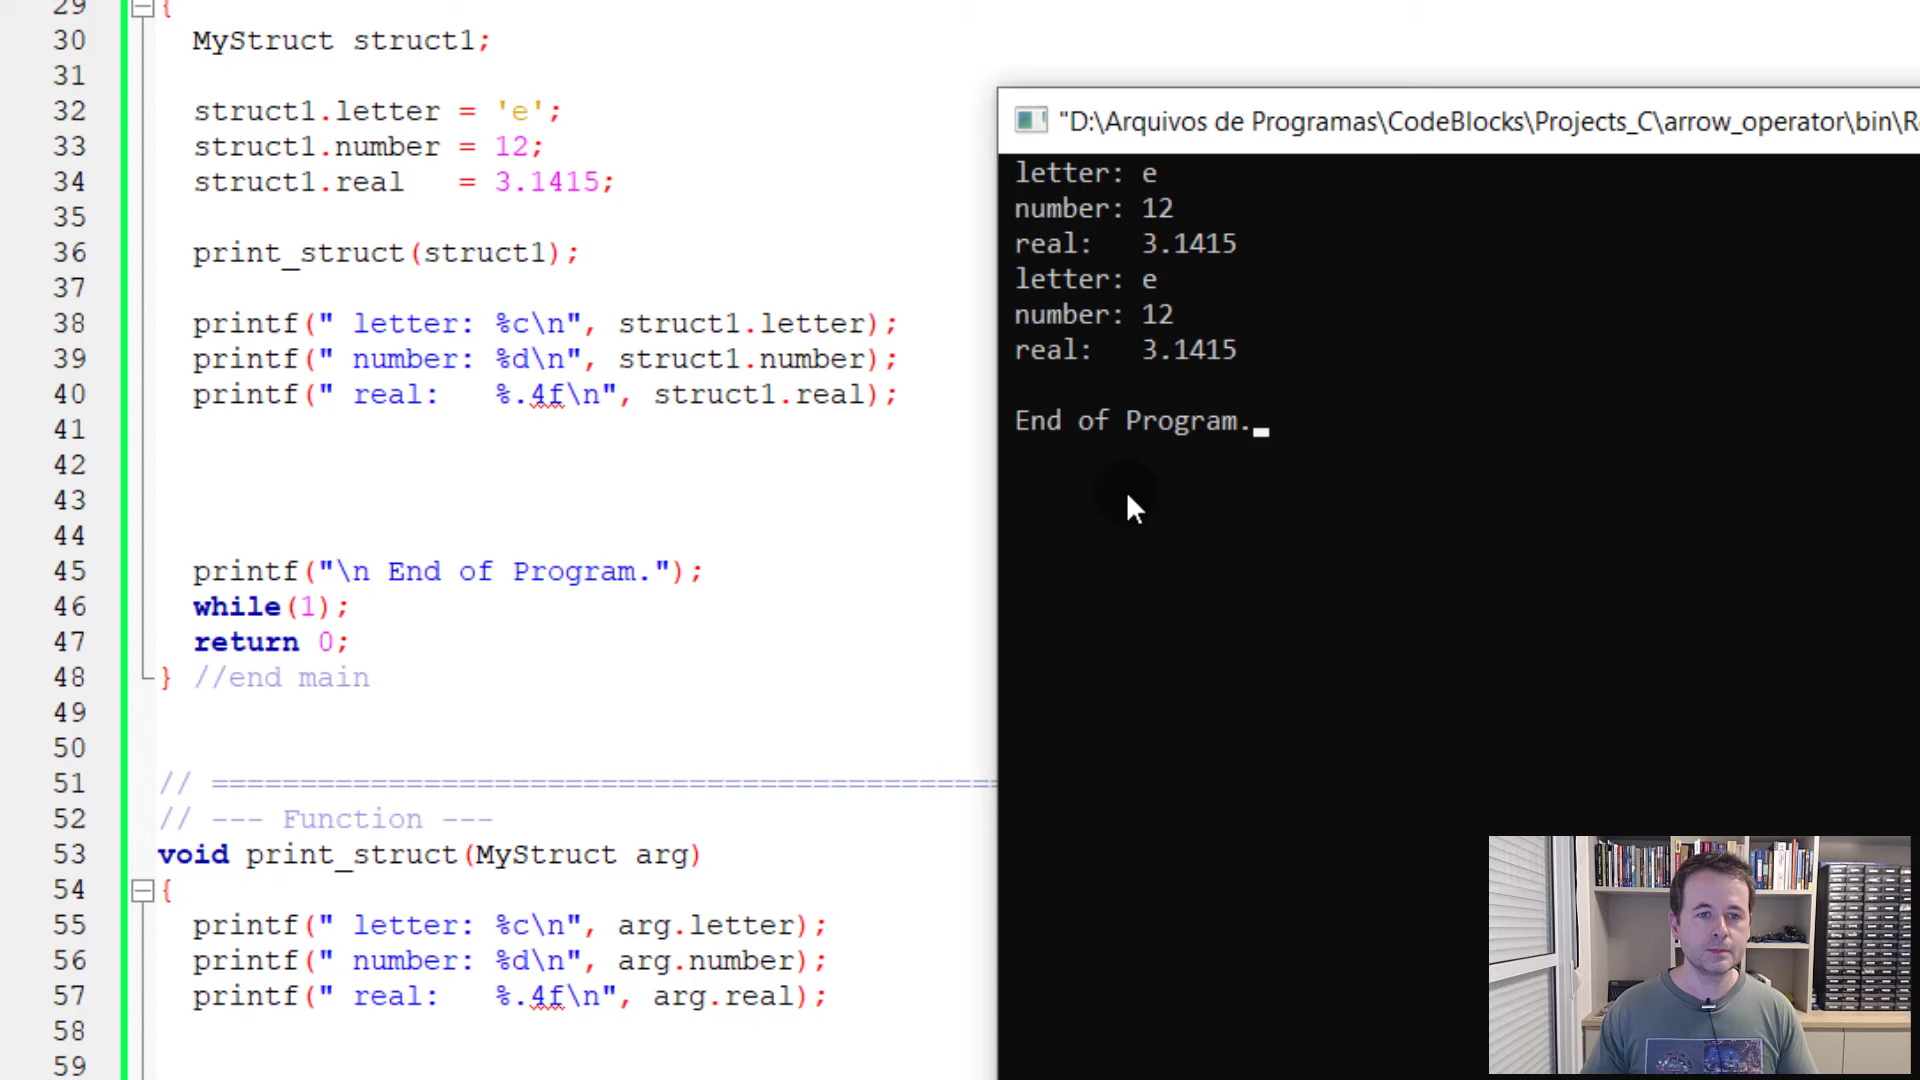 29 {
30 MyStruct struct1;
31
32 struct1.letter = 'e';
33 struct1.number = 12;
34 struct1.real   = 3.1415;
35
36 print_struct(struct1);
37
38 printf(" letter: %c\n", struct1.letter);
39 printf(" number: %d\n", struct1.number);
40 printf(" real:   %.4f\n", struct1.real);
41
42
43
44
45 printf("\n End of Program.");
46 while(1);
47 return 0;
48 } //end main
49
50
51 // =============================================
52 // --- Function ---
53 void print_struct(MyStruct arg)
54 {
55 printf(" letter: %c\n", arg.letter);
56 printf(" number: %d\n", arg.number);
57 printf(" real:   %.4f\n", arg.real);
58
59
"D:\Arquivos de Programas\CodeBlocks\Projects_C\arrow_operator\bin\R
letter: e
number: 12
real:   3.1415
letter: e
number: 12
real:   3.1415
End of Program.